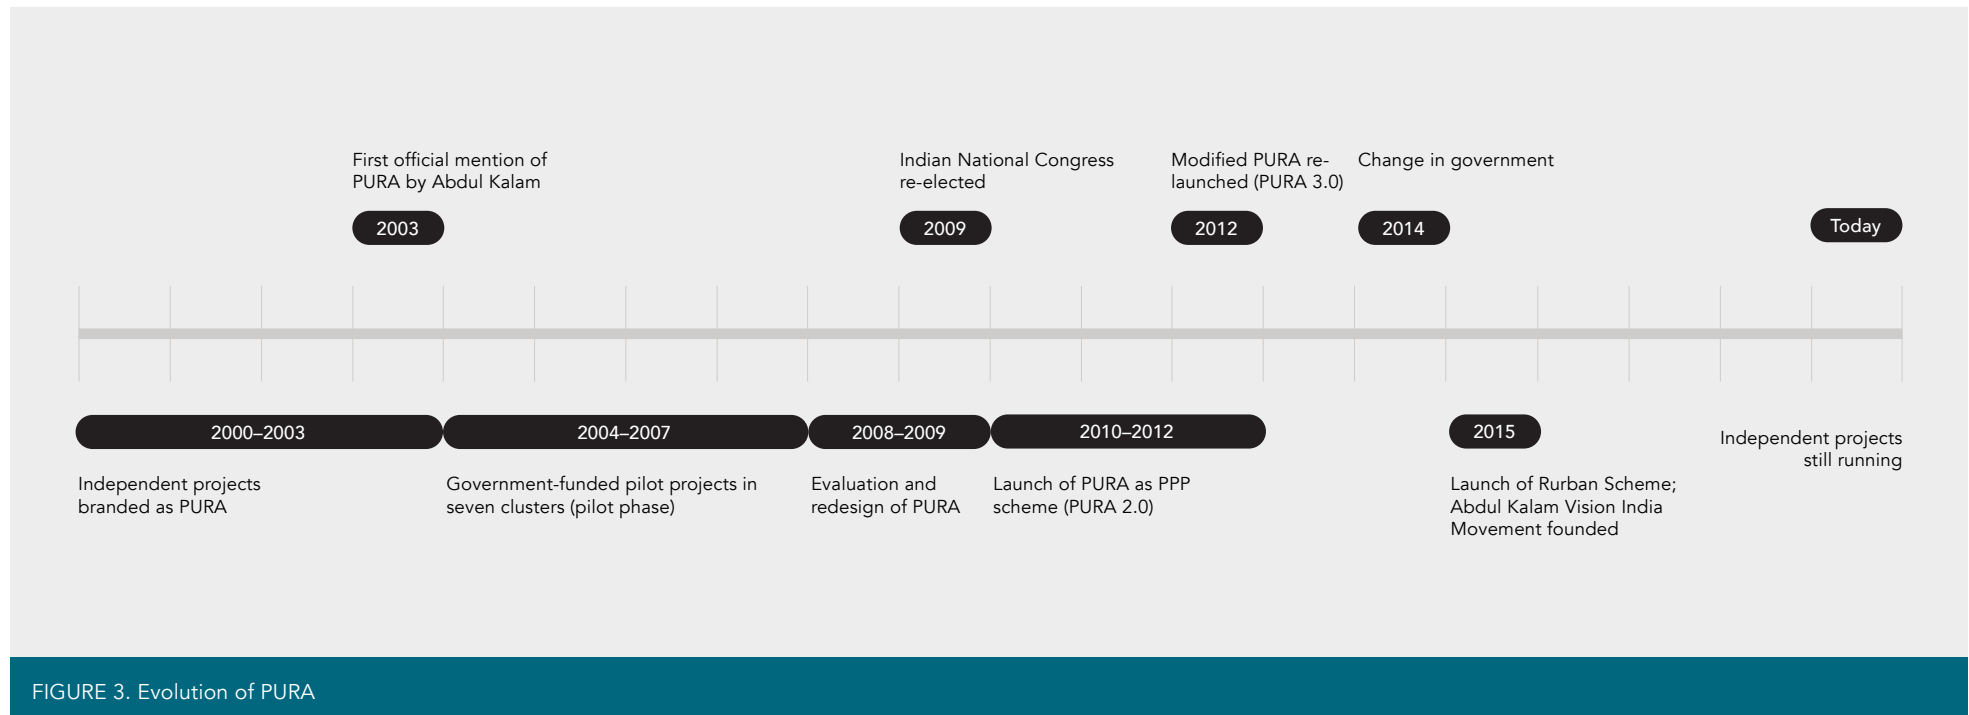 First official mention of
PURA by Abdul Kalam
2003
Indian National Congress
re-elected
2009
Modified PURA re-
launched (PURA 3.0)
2012
Change in government
2014
Today
2000–2003
Independent projects
branded as PURA
2004–2007
Government-funded pilot projects in
seven clusters (pilot phase)
2008–2009
Evaluation and
redesign of PURA
2010–2012
Launch of PURA as PPP
scheme (PURA 2.0)
2015
Launch of Rurban Scheme;
Abdul Kalam Vision India
Movement founded
Independent projects
still running
FIGURE 3. Evolution of PURA